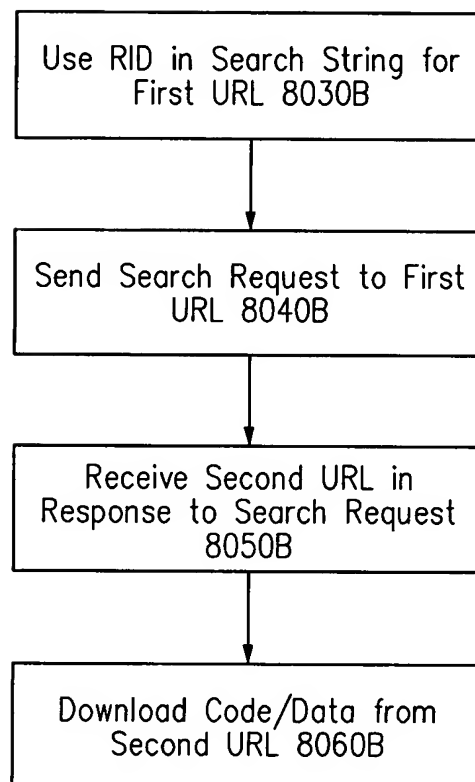 Use RID in Search String for
First URL 8030B
Send Search Request to First
URL 8040B
Receive Second URL in
Response to Search Request
8050B
Download Code/Data from
Second URL 8060B